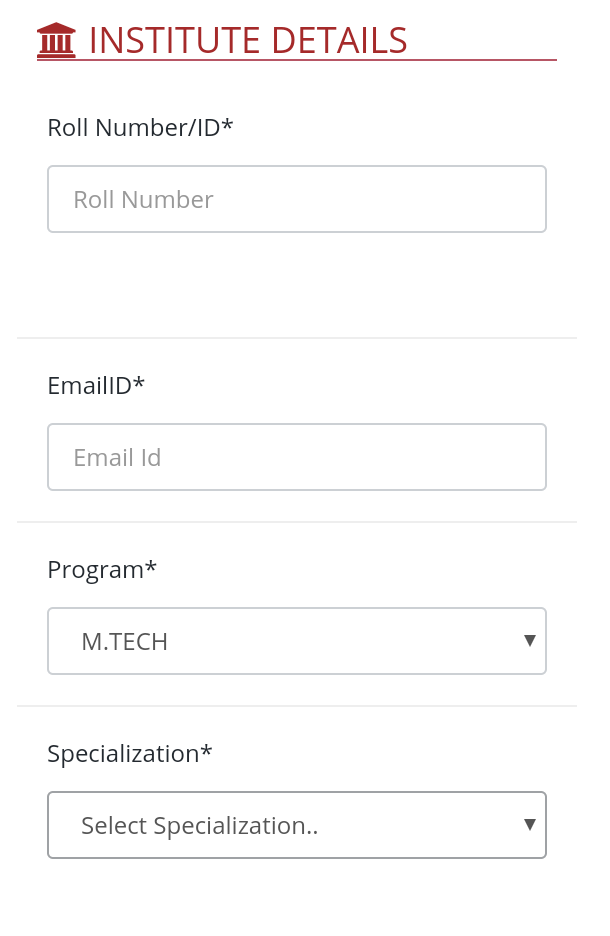 INSTITUTE DETAILS
Roll Number/ID*
Roll Number
EmailID*
Email Id
Program*
M.TECH
Specialization*
Select Specialization..